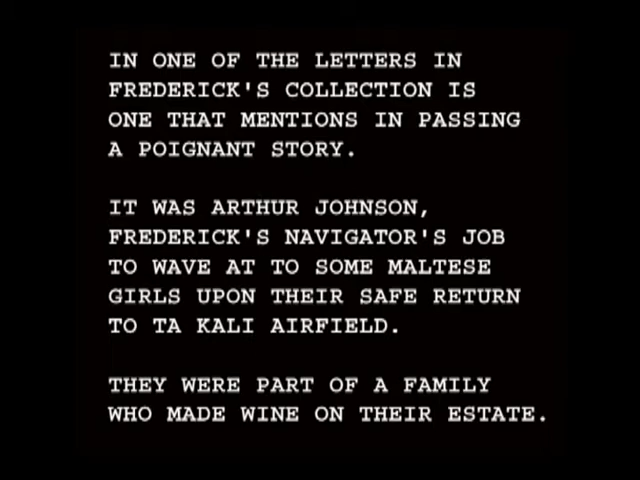 IN ONE OF THE LETTERS IN
FREDERICK'S COLLECTION IS
ONE THAT MENTIONS IN PASSING
A POIGNANT STORY.
IT WAS ARTHUR JOHNSON,
FREDERICK'S NAVIGATOR'S JOB
TO WAVE AT TO SOME MALTESE
GIRLS UPON THEIR SAFE RETURN
TO TA KALI AIRFIELD.
THEY WERE PART OF A FAMILY
WHO MADE WINE ON THEIR ESTATE.